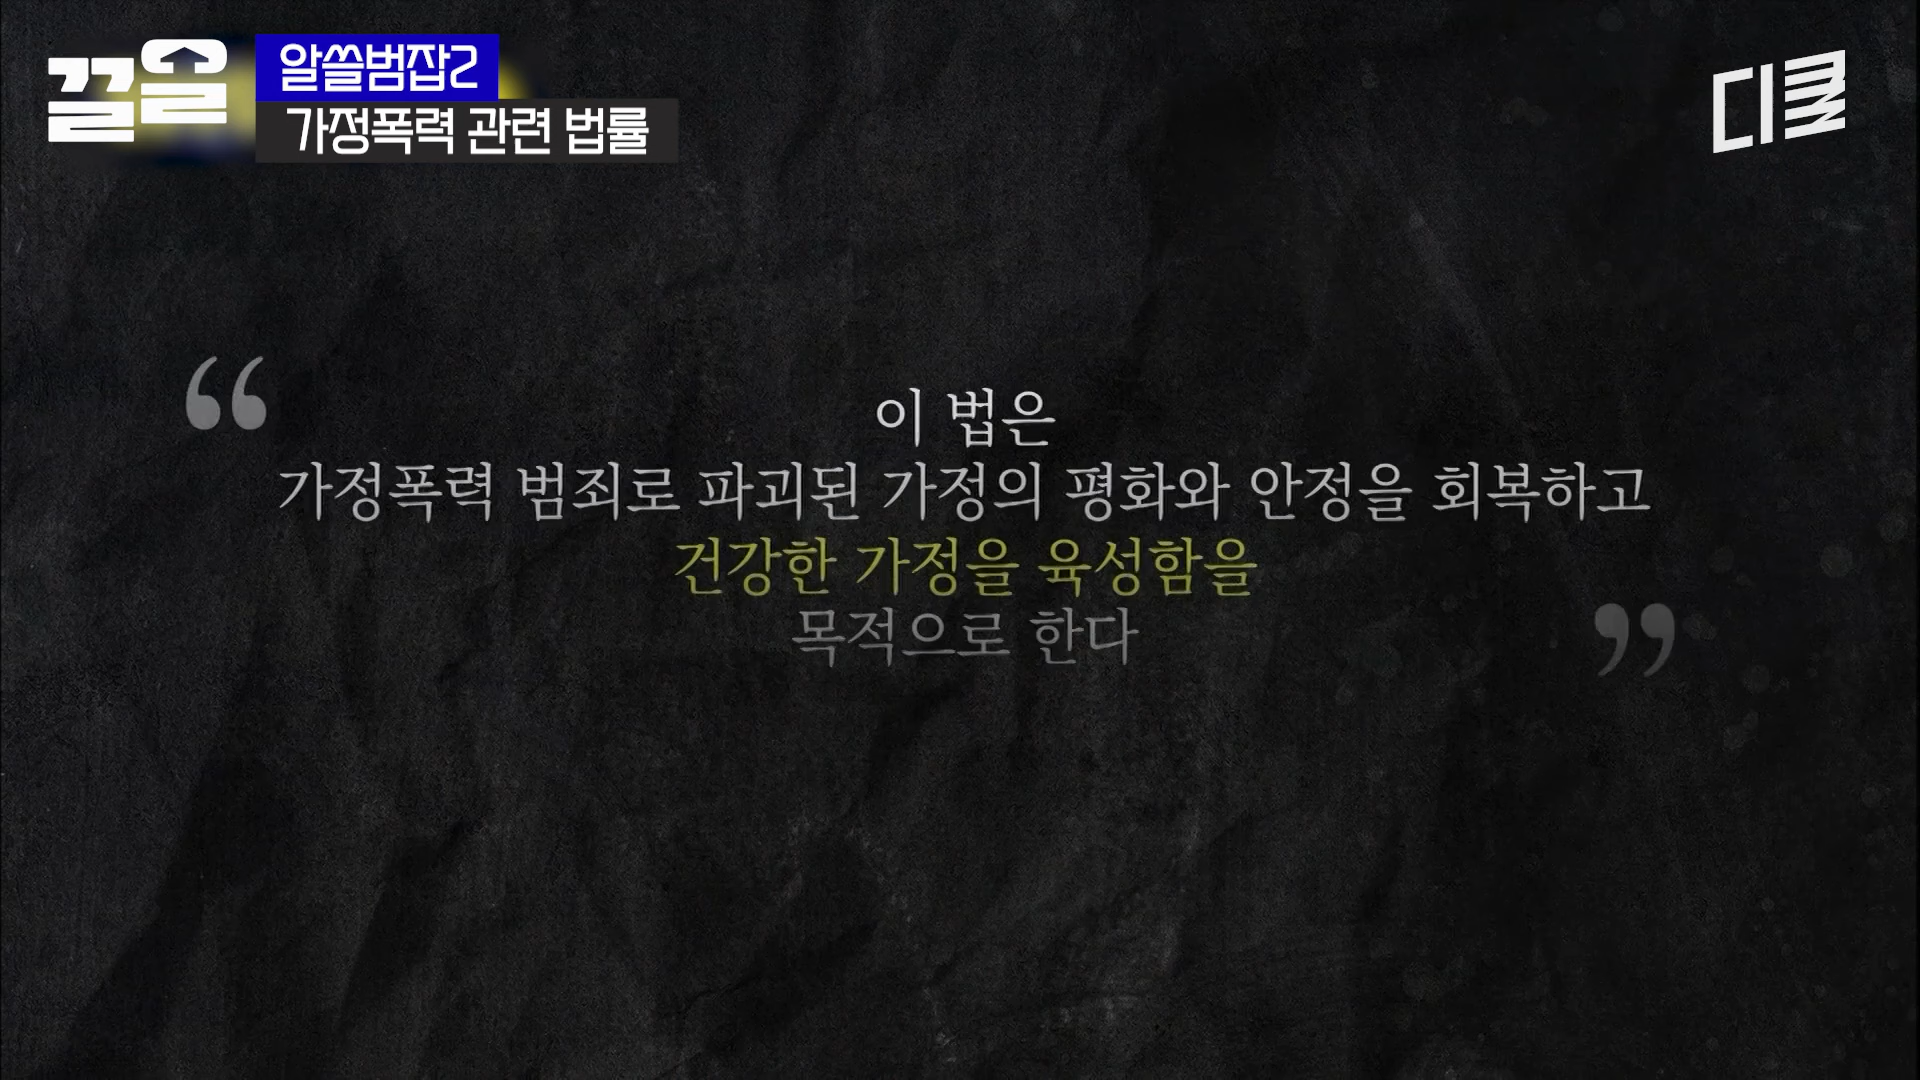 끌올
알쓸범잡2
가정폭력 관련 법률
디클
“
이 법은
가정폭력 범죄로 파괴된 가정의 평화와 안정을 회복하고
건강한 가정을 육성함을
목적으로 한다
”